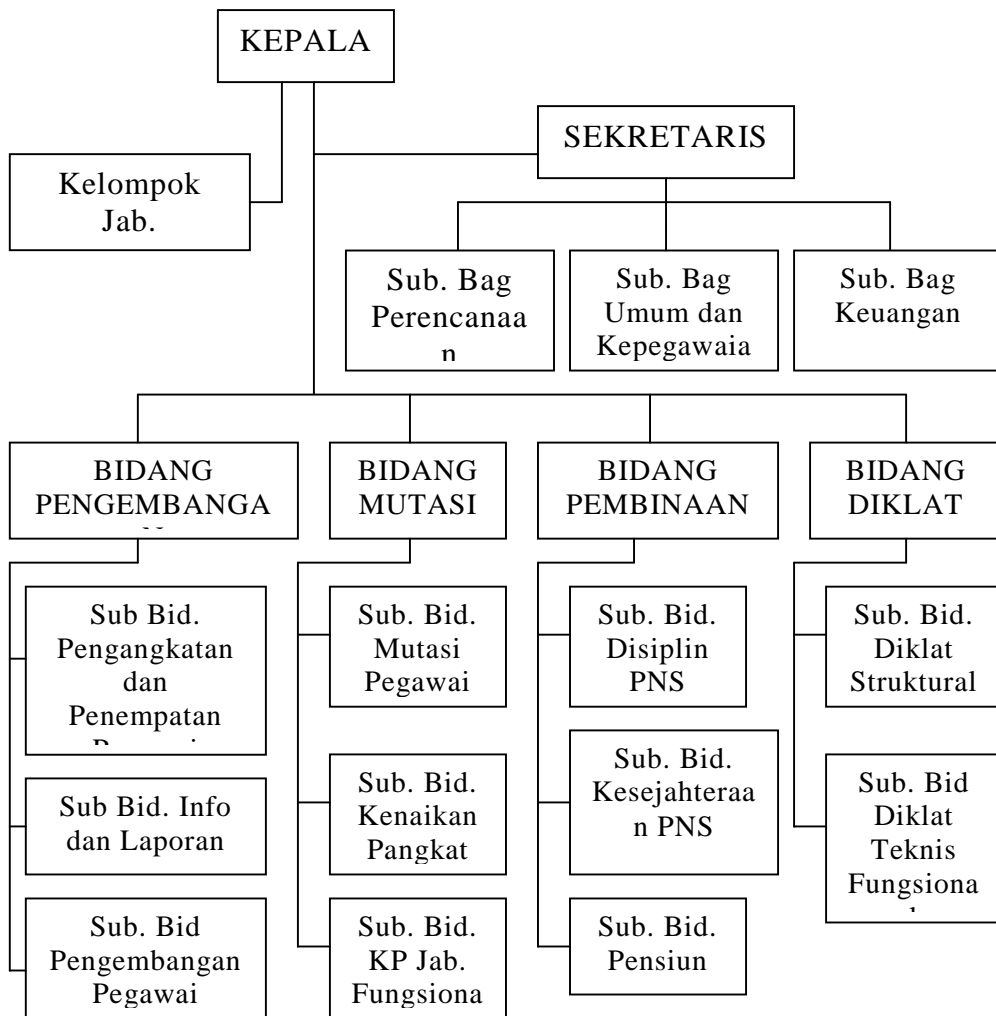 KEPALA
SEKRETARIS
Kelompok
Jab.
Sub. Bag
Perencanaa
n
Sub. Bag
Umum dan
Kepegawaia
Sub. Bag
Keuangan
BIDANG
PENGEMBANGA
BIDANG
MUTASI
BIDANG
PEMBINAAN
BIDANG
DIKLAT
Sub Bid.
Pengangkatan
dan
Penempatan
Sub Bid. Info
dan Laporan
Sub. Bid
Pengembangan
Pegawai
Sub. Bid.
Mutasi
Pegawai
Sub. Bid.
Kenaikan
Pangkat
Sub. Bid.
KP Jab.
Fungsiona
Sub. Bid.
Disiplin
PNS
Sub. Bid.
Kesejahteraa
n PNS
Sub. Bid.
Pensiun
Sub. Bid.
Diklat
Struktural
Sub. Bid
Diklat
Teknis
Fungsiona